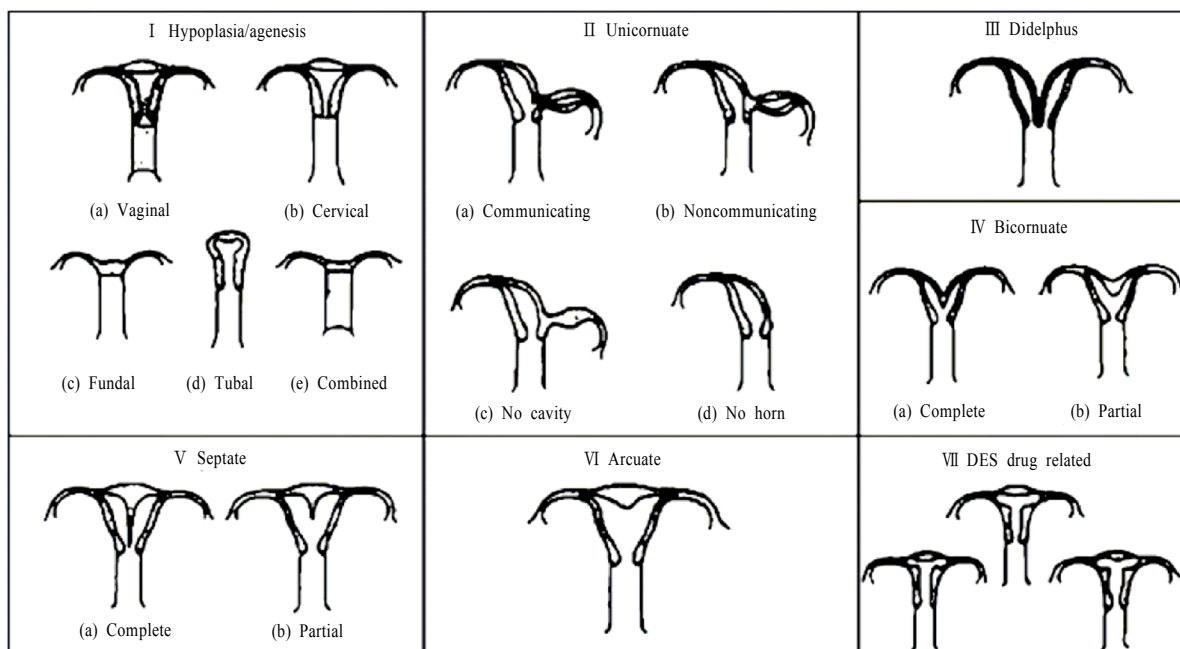 Ⅰ Hypoplasia/agenesis
(a) Vaginal
(b) Cervical
(c) Fundal
(d) Tubal
(e) Combined
Ⅱ Unicornuate
(a) Communicating
(b) Noncommunicating
(c) No cavity
(d) No horn
Ⅲ Didelphus
Ⅳ Bicornuate
(a) Complete
(b) Partial
Ⅴ Septate
(a) Complete
(b) Partial
Ⅵ Arcuate
Ⅶ DES drug related